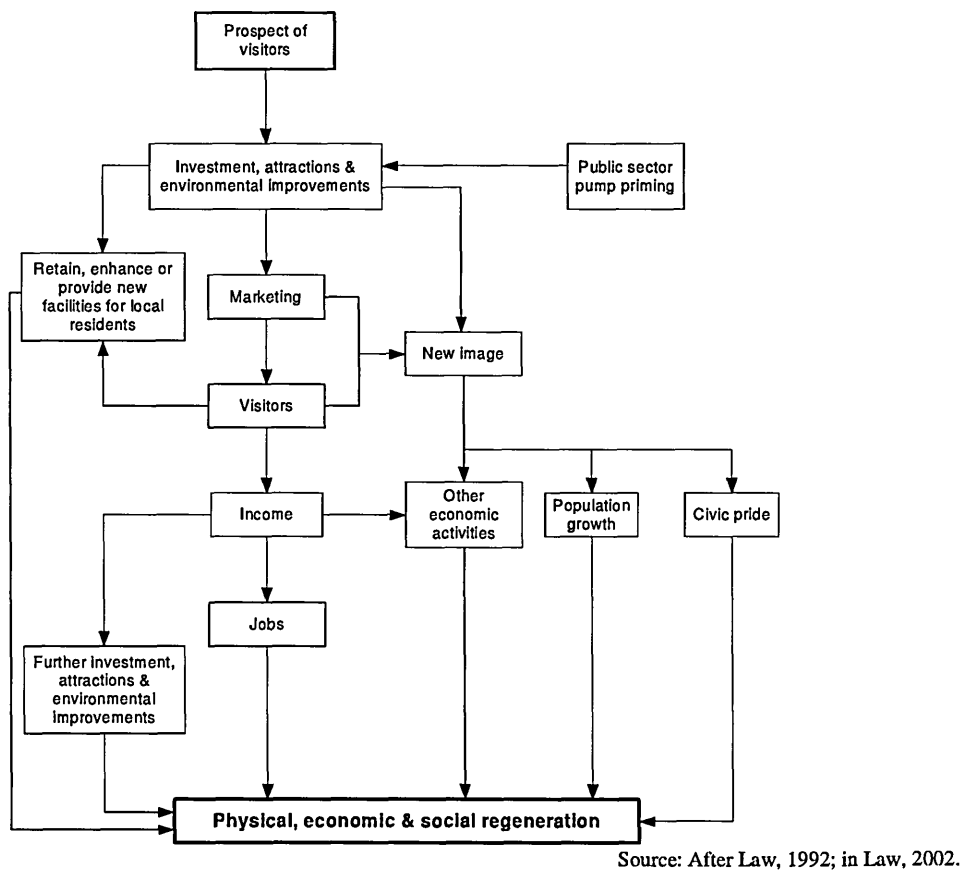 Prospect of
visitors
Investment, attractions &
environmental improvements
Public sector
pump priming
Retain, enhance or
provide new
facilities for local
residents
Marketing
New image
Visitors
Income
Other
economic
activities
Population
growth
Civic pride
Jobs
Further investment,
attractions &
environmental
improvements
Physical, economic & social regeneration
Source: After Law, 1992; in Law, 2002.